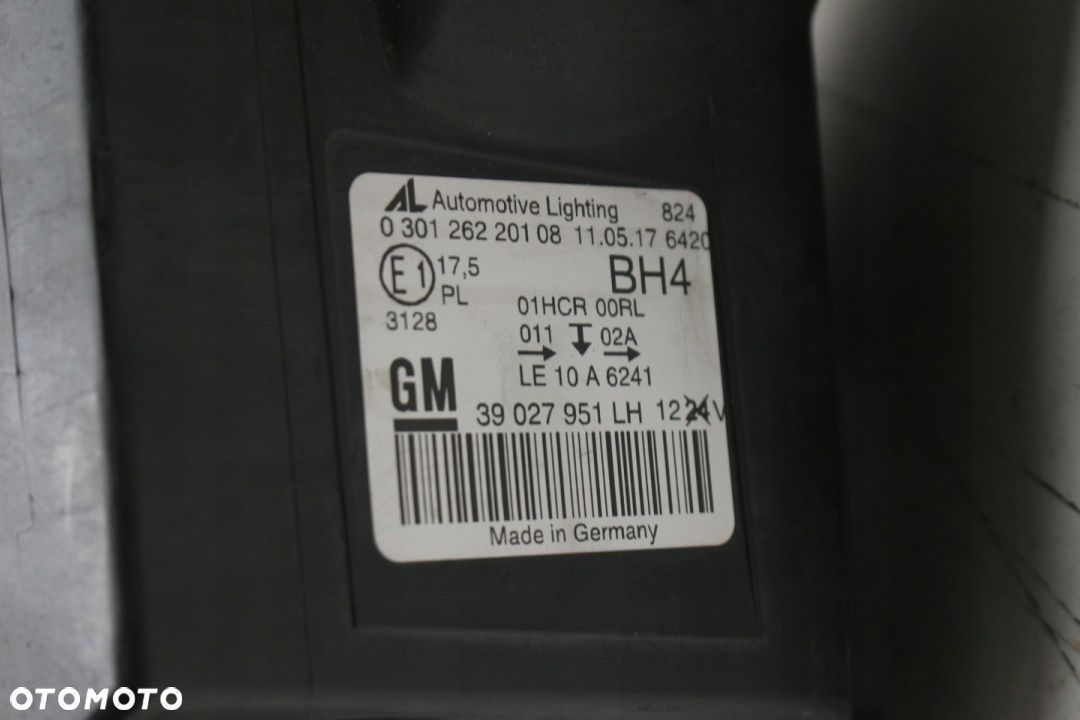 AL Automotive Lighting 824
0 301 262 201 08 11.05.17 6420
E1 17,5 BH4
PL
01HCR 00RL
3128
011 02A
LE 10 A 6241
GM
39 027 951 LH 12 24 V
Made in Germany
OTOMOTO